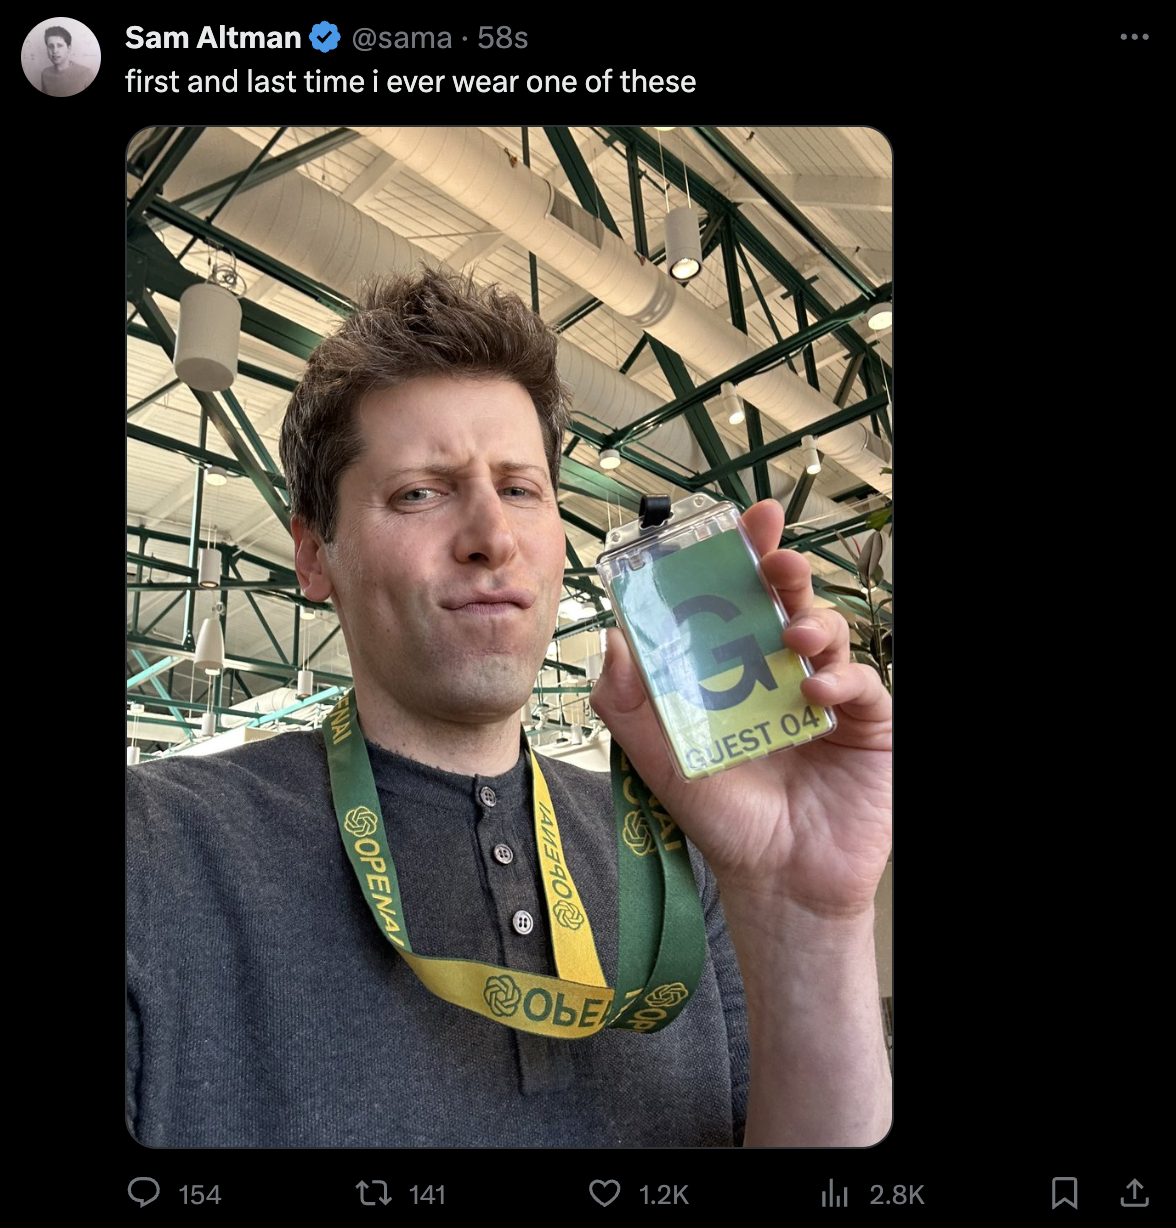 Sam Altman @sama · 58s
first and last time i ever wear one of these
OPENAI
OPENAI
OPENAI
G
GUEST 04
154 141 1.2K 2.8K